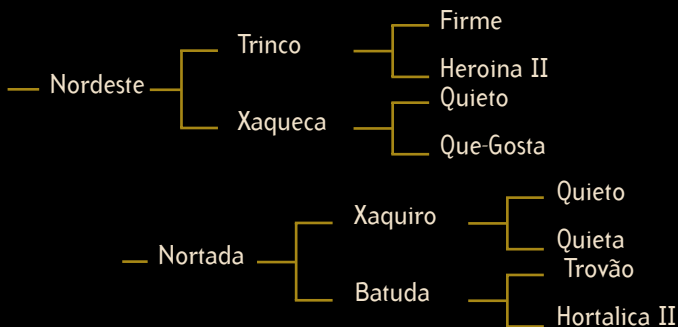 Firme
Trinco
Heroina II
Nordeste
Quieto
Xaqueca
Que-Gosta
Quieto
Xaquiro
Quieta
Nortada
Trovão
Batuda
Hortalica II